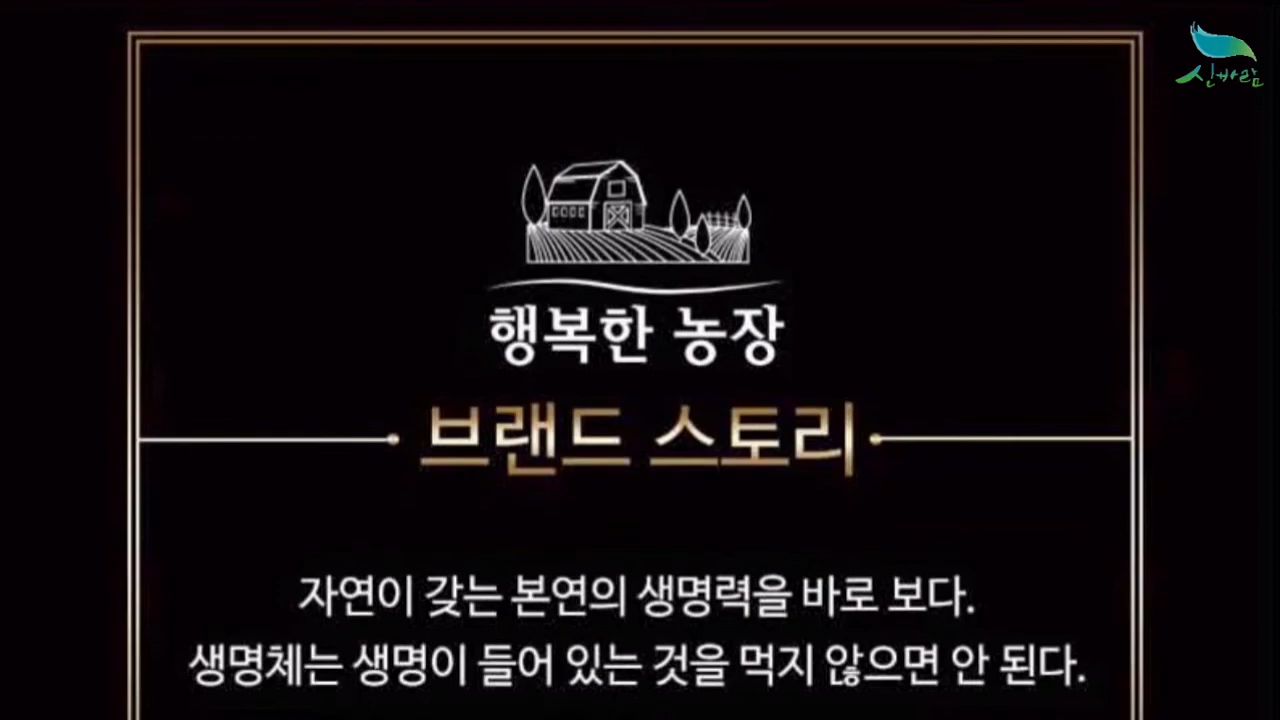 신바람
행복한 농장
브랜드 스토리
자연이 갖는 본연의 생명력을 바로 보다.
생명체는 생명이 들어 있는 것을 먹지 않으면 안 된다.